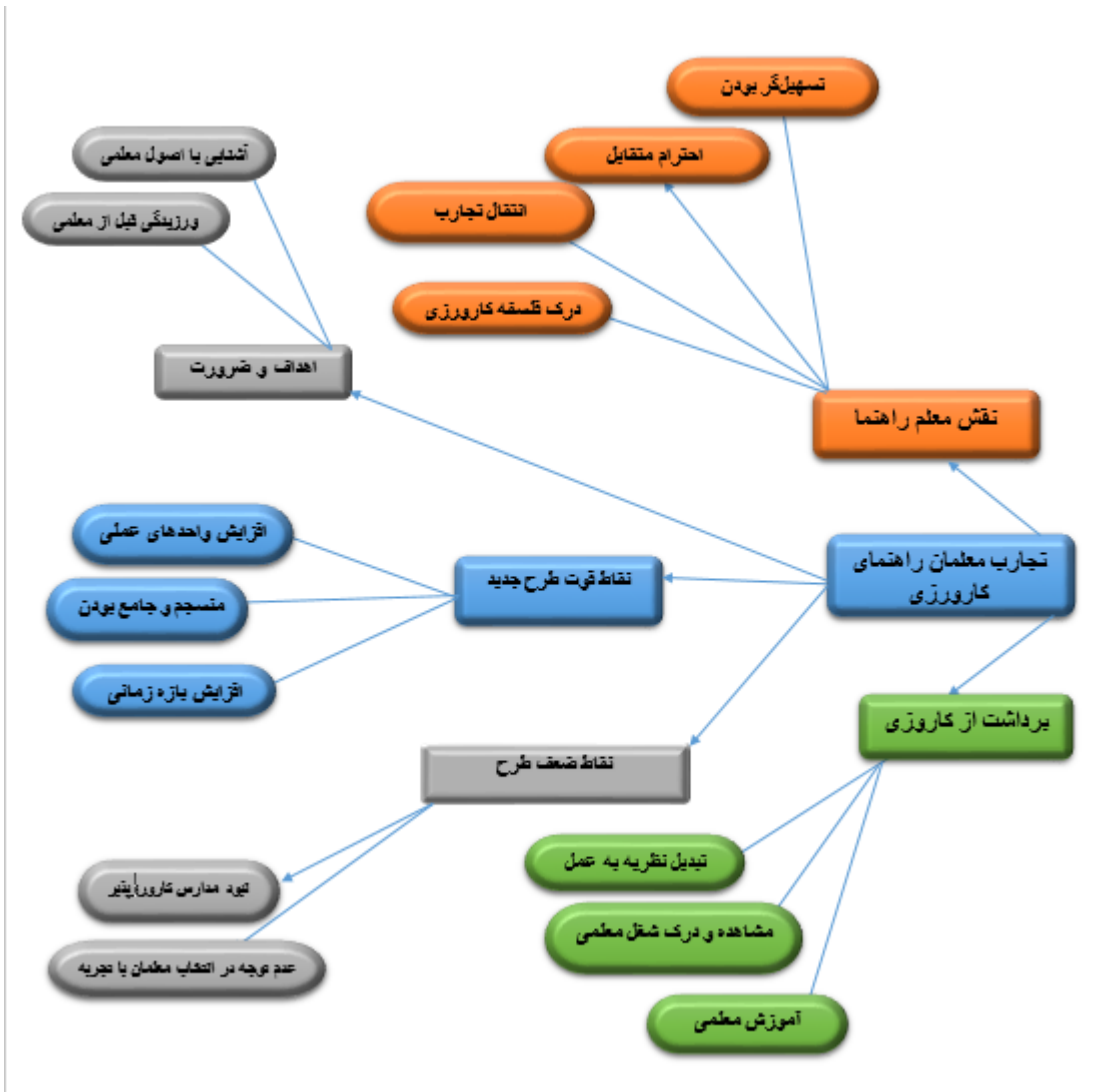 تسهیل‌گر بودن
احترام متقابل
انتقال تجارب
درک فلسفه کارورزی
نقش معلم راهنما
آشنایی با اصول معلمی
ورزیدگی قبل از معلمی
اهداف و ضرورت
تجارب معلمان راهنمای
کارورزی
نقاط قوت طرح جدید
افزایش واحدهای عملی
منسجم و جامع بودن
افزایش بازه زمانی
برداشت از کاروزی
تبدیل نظریه به عمل
مشاهده و درک شغل معلمی
آموزش معلمی
نقاط ضعف طرح
نبود مدارس کارورزپذیر
عدم توجه در انتخاب معلمان با تجربه